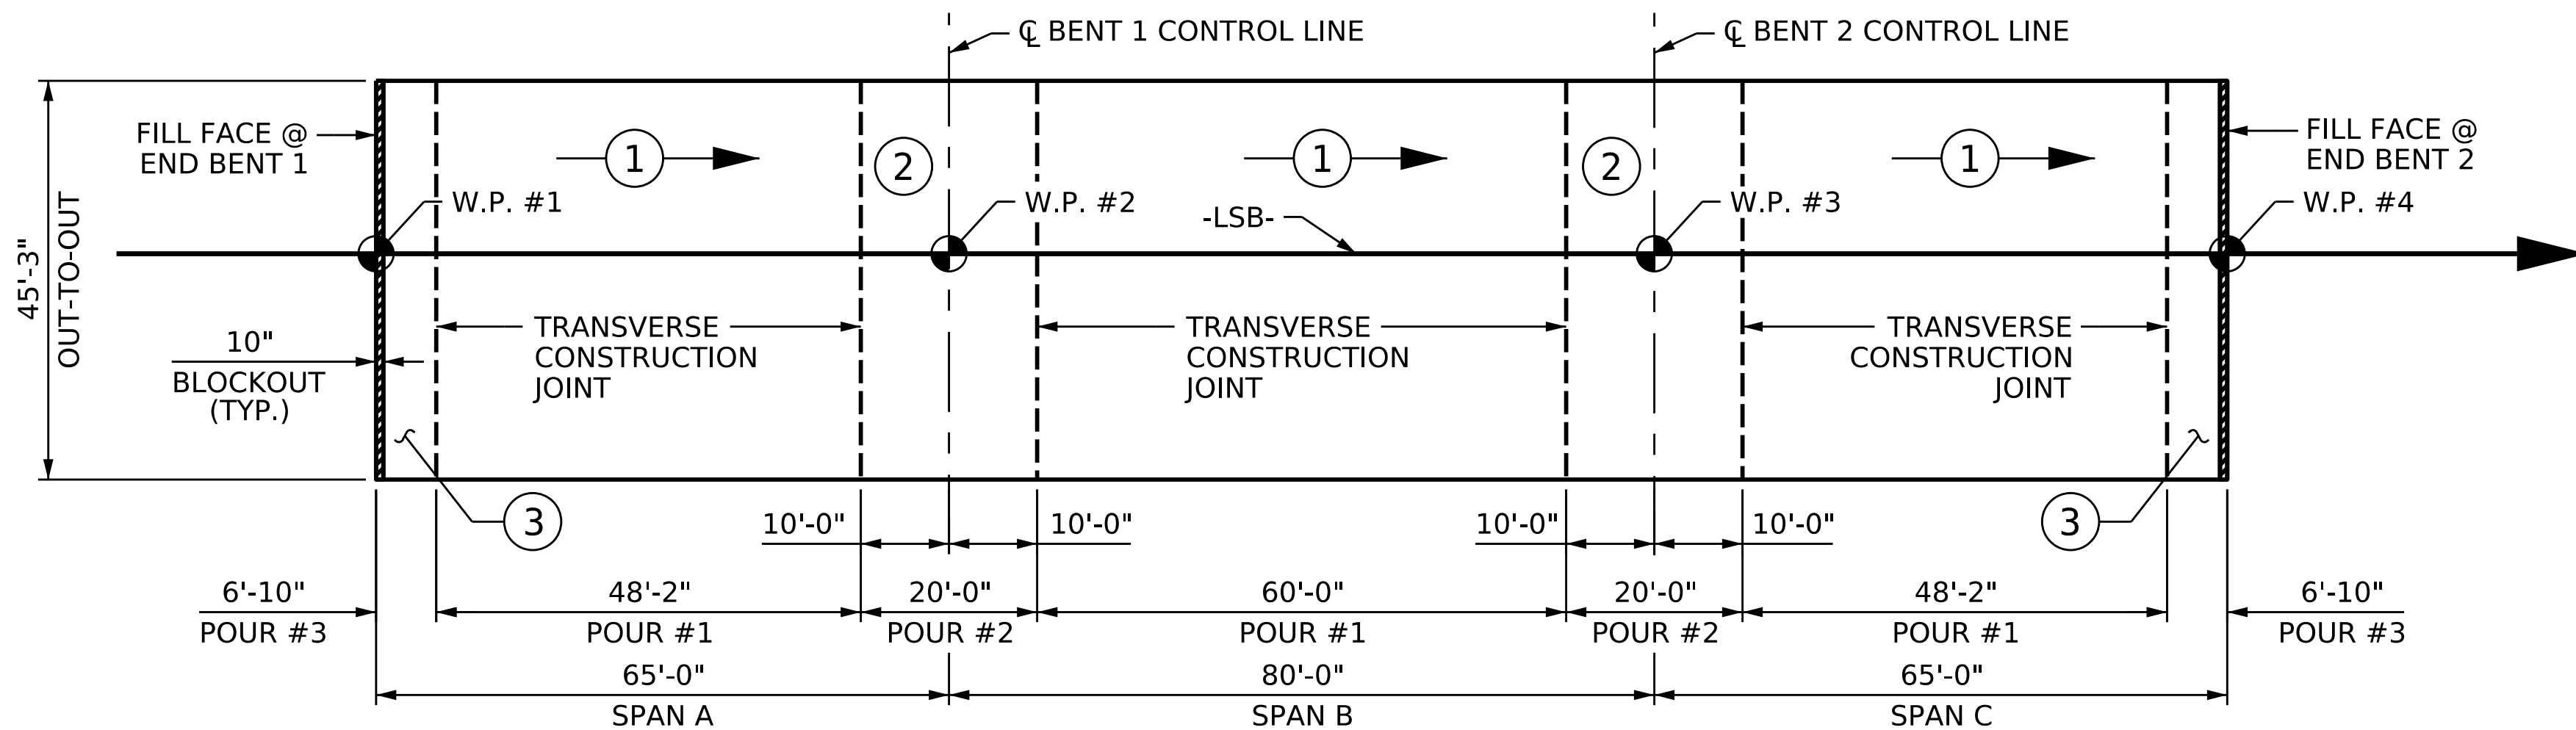 ℄ BENT 1 CONTROL LINE
℄ BENT 2 CONTROL LINE
FILL FACE @
END BENT 1
1
2
1
2
1
FILL FACE @
END BENT 2
W.P. #1
W.P. #2
-LSB-
W.P. #3
W.P. #4
45'-3"
OUT-TO-OUT
10"
BLOCKOUT
(TYP.)
TRANSVERSE
CONSTRUCTION
JOINT
TRANSVERSE
CONSTRUCTION
JOINT
TRANSVERSE
CONSTRUCTION
JOINT
3
3
10'-0"
10'-0"
10'-0"
10'-0"
6'-10"
POUR #3
48'-2"
POUR #1
20'-0"
POUR #2
60'-0"
POUR #1
20'-0"
POUR #2
48'-2"
POUR #1
6'-10"
POUR #3
65'-0"
SPAN A
80'-0"
SPAN B
65'-0"
SPAN C